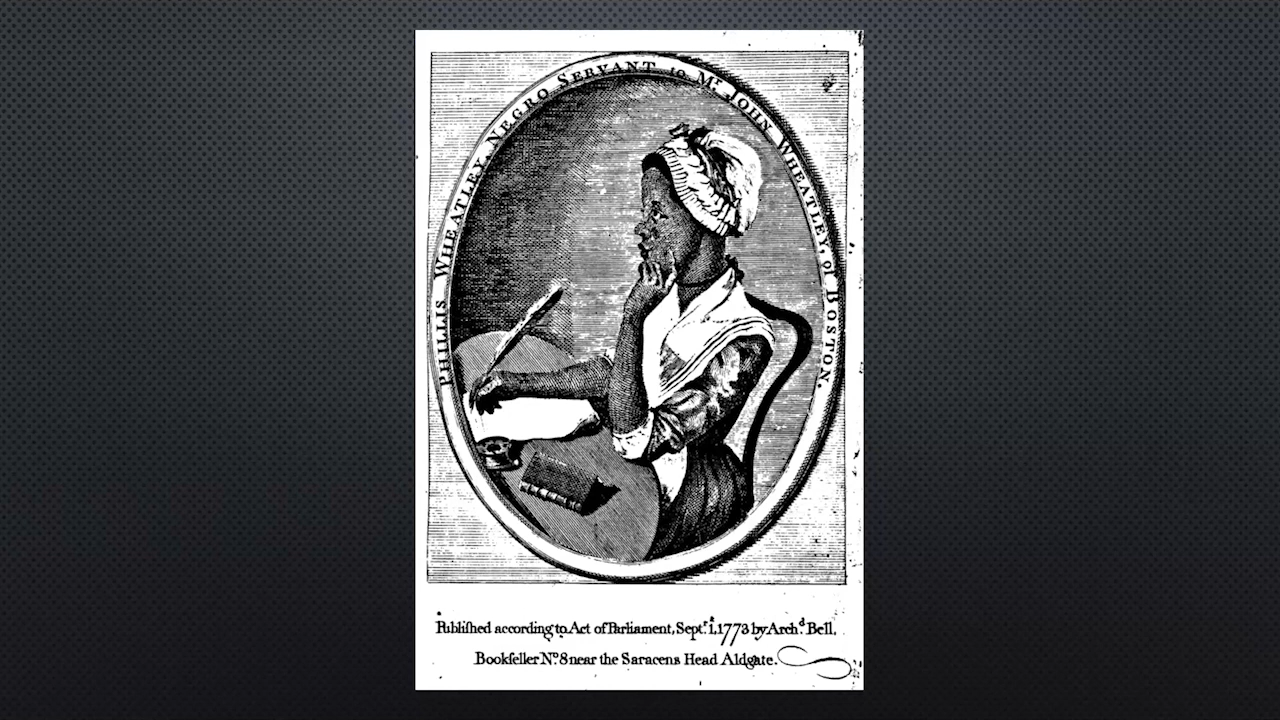 PHILLIS WHEATLEY, NEGRO SERVANT to Mr. JOHN WHEATLEY, of BOSTON.
Publiſhed according to Act of Parliament, Septr. 1, 1773 by Archd. Bell,
Bookſeller No. 8 near the Saracens Head Aldgate.